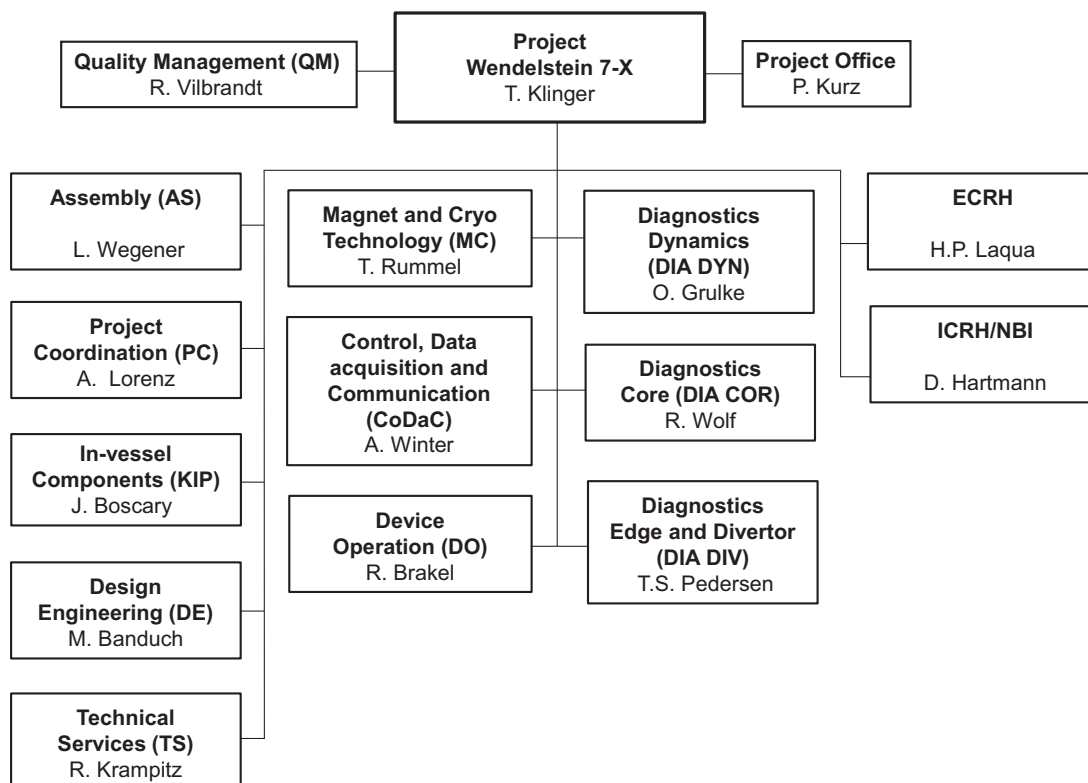 Quality Management (QM)
R. Vilbrandt
Project
Wendelstein 7-X
T. Klinger
Project Office
P. Kurz
Assembly (AS)
L. Wegener
Project
Coordination (PC)
A. Lorenz
In-vessel
Components (KIP)
J. Boscary
Design
Engineering (DE)
M. Banduch
Technical
Services (TS)
R. Krampitz
Magnet and Cryo
Technology (MC)
T. Rummel
Control, Data
acquisition and
Communication
(CoDaC)
A. Winter
Device
Operation (DO)
R. Brakel
Diagnostics
Dynamics
(DIA DYN)
O. Grulke
Diagnostics
Core (DIA COR)
R. Wolf
Diagnostics
Edge and Divertor
(DIA DIV)
T.S. Pedersen
ECRH
H.P. Laqua
ICRH/NBI
D. Hartmann